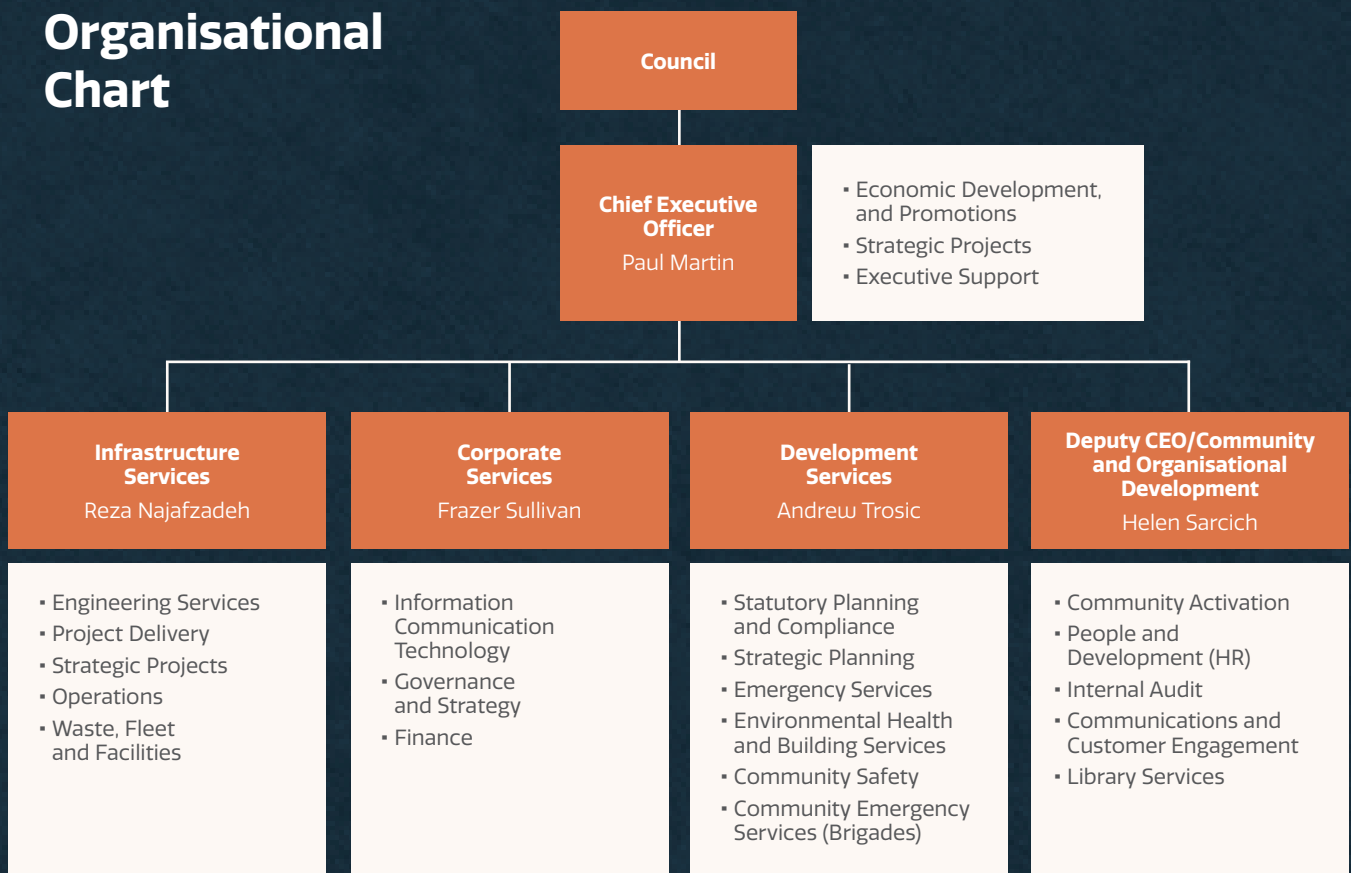 Organisational
Chart
Council
Chief Executive
Officer
Paul Martin
▪ Economic Development,
and Promotions
▪ Strategic Projects
▪ Executive Support
Infrastructure
Services
Reza Najafzadeh
▪ Engineering Services
▪ Project Delivery
▪ Strategic Projects
▪ Operations
▪ Waste, Fleet
and Facilities
Corporate
Services
Frazer Sullivan
▪ Information
Communication
Technology
▪ Governance
and Strategy
▪ Finance
Development
Services
Andrew Trosic
▪ Statutory Planning
and Compliance
▪ Strategic Planning
▪ Emergency Services
▪ Environmental Health
and Building Services
▪ Community Safety
▪ Community Emergency
Services (Brigades)
Deputy CEO/Community
and Organisational
Development
Helen Sarcich
▪ Community Activation
▪ People and
Development (HR)
▪ Internal Audit
▪ Communications and
Customer Engagement
▪ Library Services